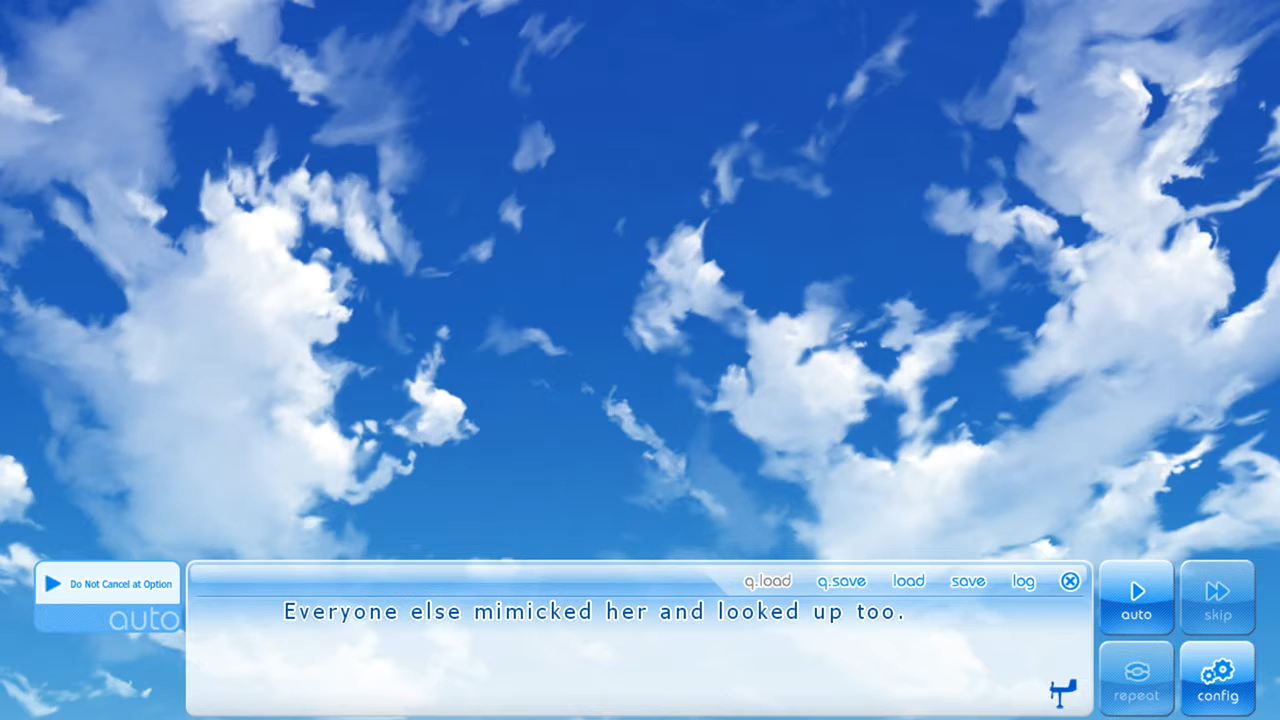 Do Not Cancel at Option
auto
q.load q.save load save log
Everyone else mimicked her and looked up too.
auto
skip
repeat
config